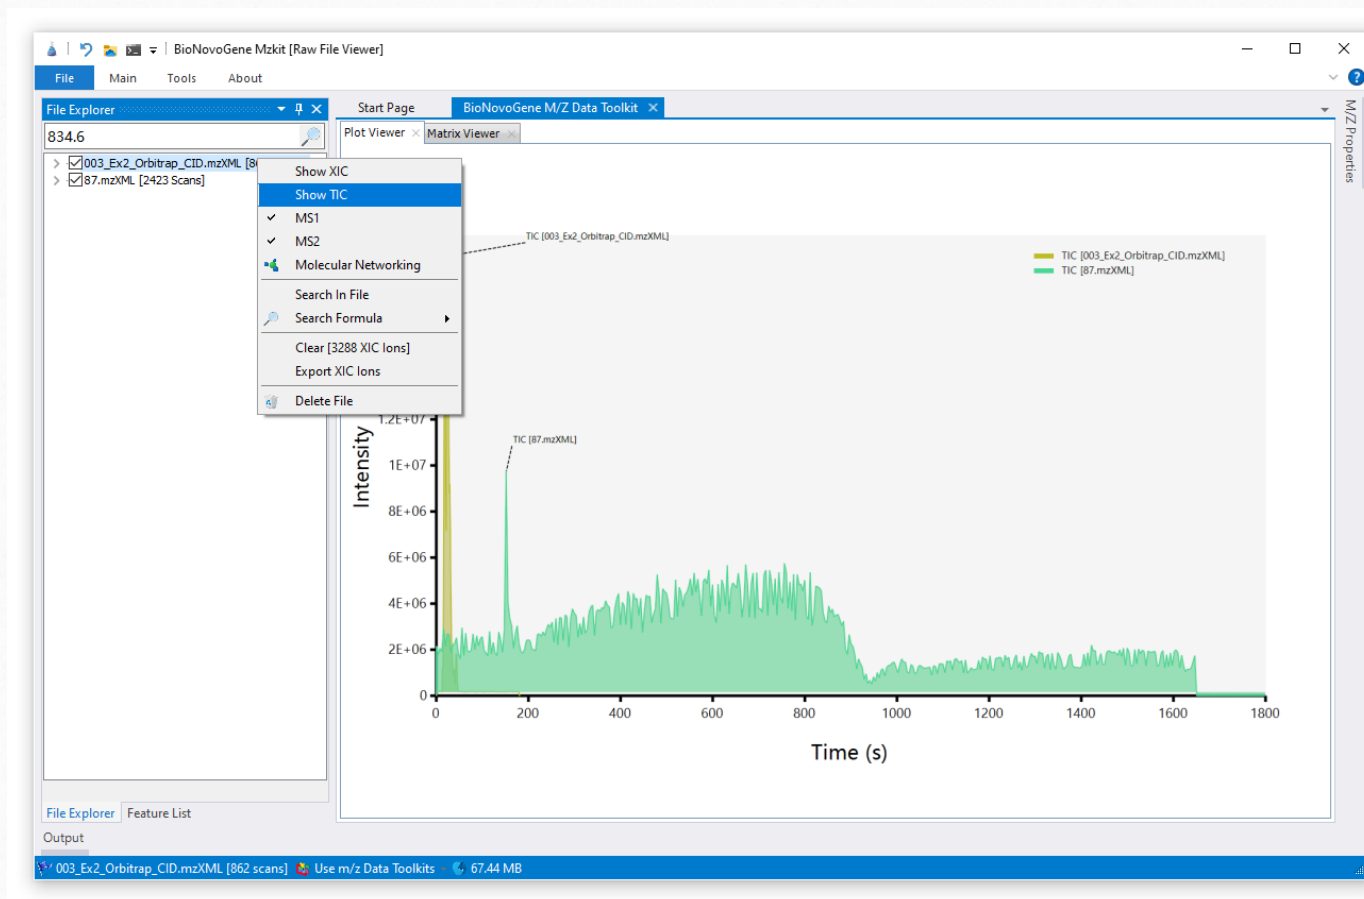 BioNovoGene Mzkit [Raw File Viewer]
File Main Tools About
File Explorer
834.6
003_Ex2_Orbitrap_CID.mzXML [8
87.mzXML [2423 Scans]
Show XIC
Show TIC
MS1
MS2
Molecular Networking
Search In File
Search Formula
Clear [3288 XIC Ions]
Export XIC Ions
Delete File
Start Page BioNovoGene M/Z Data Toolkit
Plot Viewer Matrix Viewer
TIC [003_Ex2_Orbitrap_CID.mzXML]
TIC [003_Ex2_Orbitrap_CID.mzXML]
TIC [87.mzXML]
TIC [87.mzXML]
Intensity
1.2E+07
1E+07
8E+06
6E+06
4E+06
2E+06
0
0 200 400 600 800 1000 1200 1400 1600 1800
Time (s)
M/Z Properties
File Explorer Feature List
Output
003_Ex2_Orbitrap_CID.mzXML [862 scans] Use m/z Data Toolkits 67.44 MB